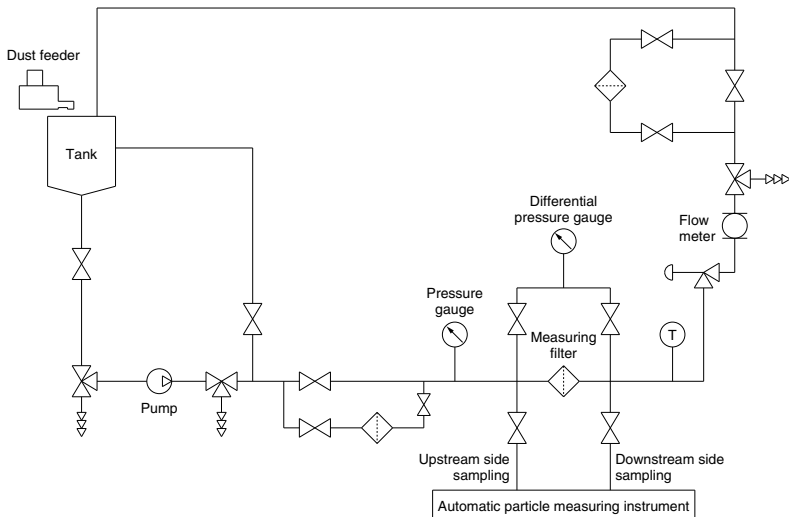 Dust feeder
Tank
Differential
pressure gauge
Flow
meter
Pressure
gauge
Measuring
filter
T
Pump
Upstream side
sampling
Downstream side
sampling
Automatic particle measuring instrument